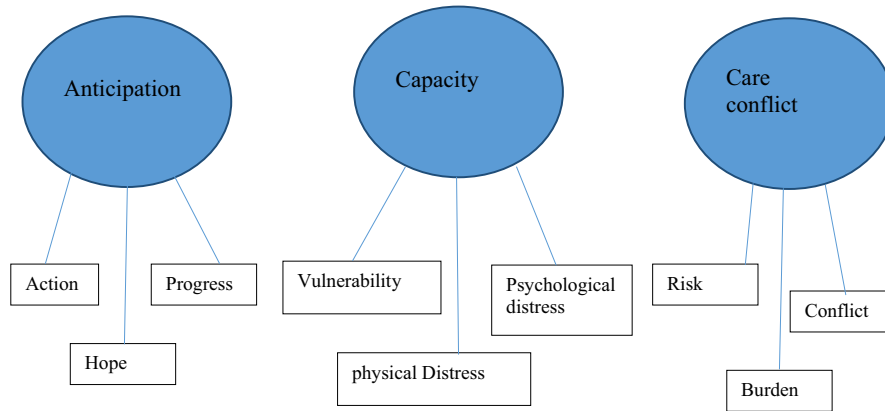 Anticipation
Capacity
Care
conflict
Action
Progress
Hope
Vulnerability
Psychological
distress
physical Distress
Risk
Conflict
Burden